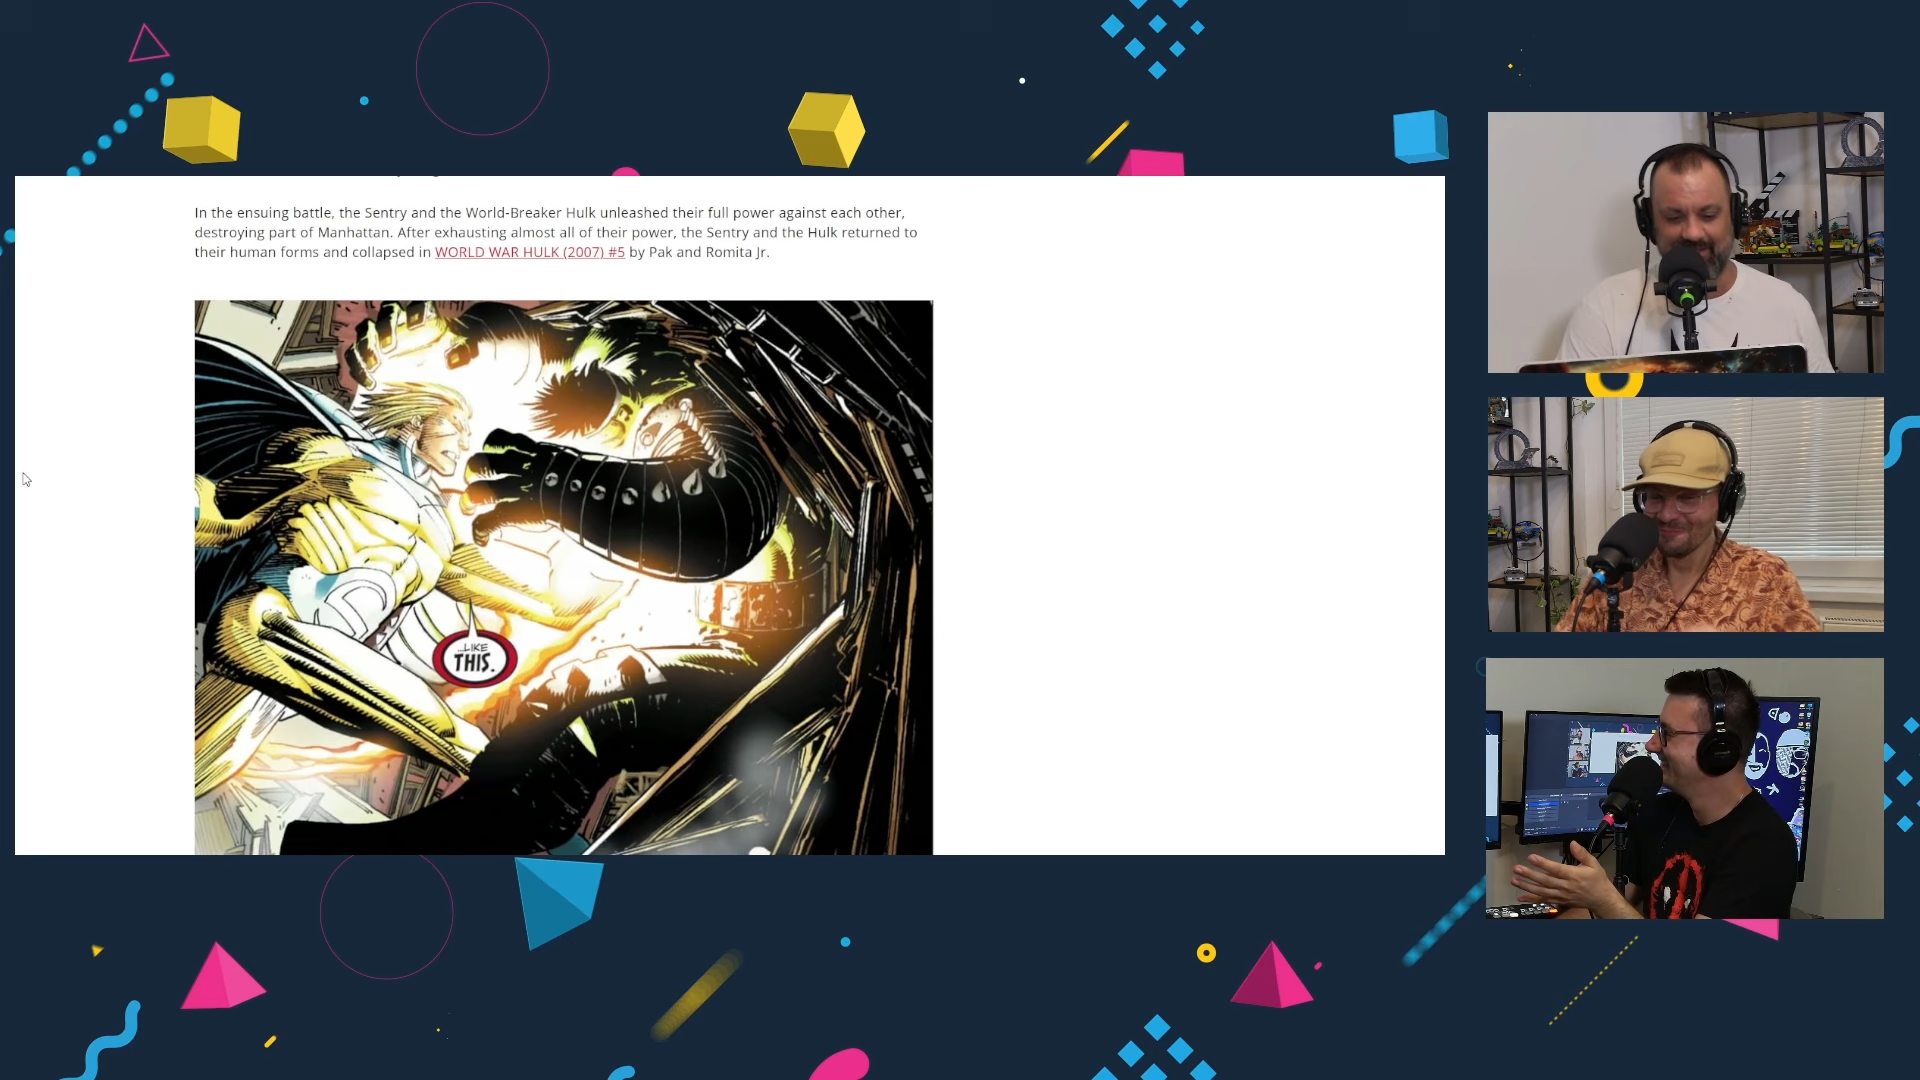 In the ensuing battle, the Sentry and the World-Breaker Hulk unleashed their full power against each other,
destroying part of Manhattan. After exhausting almost all of their power, the Sentry and the Hulk returned to
their human forms and collapsed in WORLD WAR HULK (2007) #5 by Pak and Romita Jr.
...LIKE
THIS.